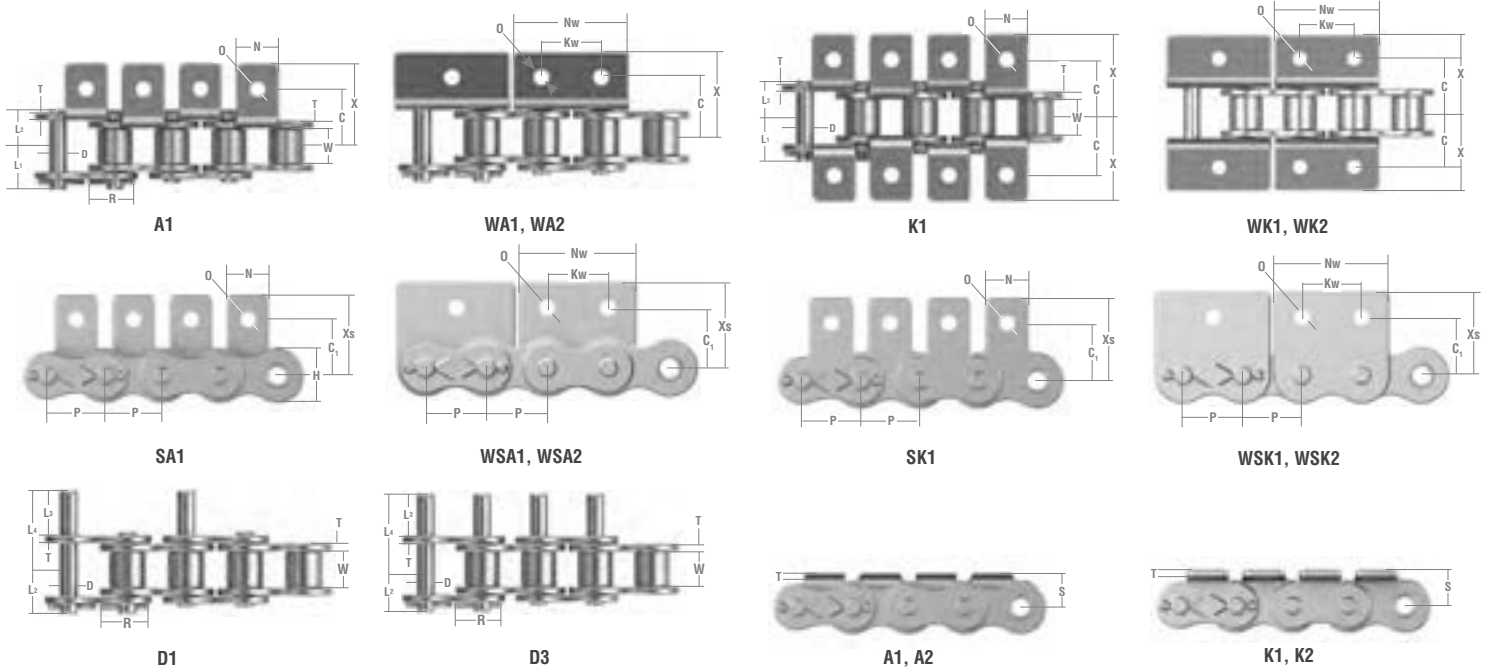 O N
T
L2
L1
D
R
T
W
C
X
A1
Nw
O Kw
C
X
WA1, WA2
O N
T
L2
L1
D
T
W
C
C
X
X
K1
Nw
O Kw
C
C
X
X
WK1, WK2
O N
C1
Xs
H
P P
SA1
Nw
O Kw
C1
Xs
P P
WSA1, WSA2
O N
C1
Xs
P P
SK1
Nw
O Kw
C1
Xs
P P
WSK1, WSK2
L3
L4
T
L2
D
R
T
W
D1
L3
L4
T
L2
D
R
T
W
D3
T
S
A1, A2
T
S
K1, K2